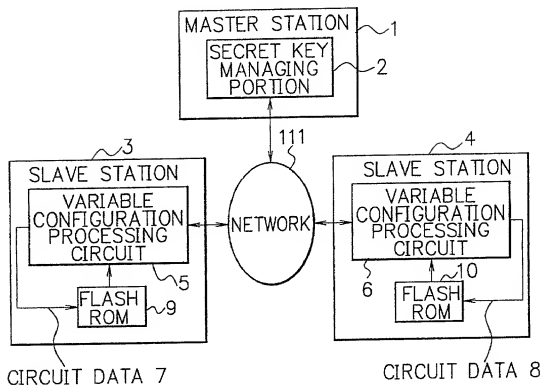 MASTER STATION
1
SECRET KEY
MANAGING
PORTION
2
111
NETWORK
3
SLAVE STATION
VARIABLE
CONFIGURATION
PROCESSING
CIRCUIT
5
FLASH
ROM
9
CIRCUIT DATA 7
4
SLAVE STATION
VARIABLE
CONFIGURATION
PROCESSING
CIRCUIT
6
10
FLASH
ROM
CIRCUIT DATA 8